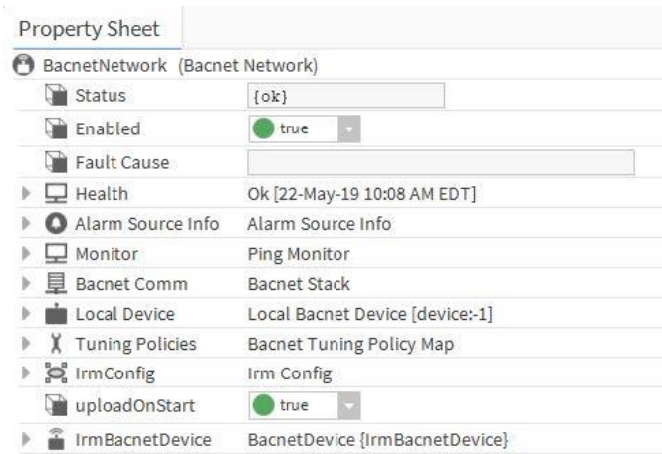 Property Sheet
BacnetNetwork (Bacnet Network)
Status {ok}
Enabled true
Fault Cause
Health Ok [22-May-19 10:08 AM EDT]
Alarm Source Info Alarm Source Info
Monitor Ping Monitor
Bacnet Comm Bacnet Stack
Local Device Local Bacnet Device [device:-1]
Tuning Policies Bacnet Tuning Policy Map
IrmConfig Irm Config
uploadOnStart true
IrmBacnetDevice BacnetDevice {IrmBacnetDevice}